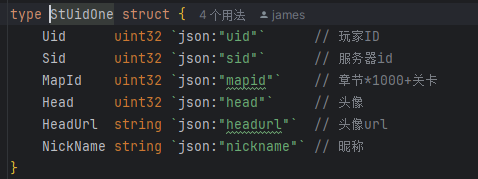 type StUidOne struct { 4 个用法 james
Uid uint32 `json:"uid"` // 玩家ID
Sid uint32 `json:"sid"` // 服务器id
MapId uint32 `json:"mapid"` // 章节*1000+关卡
Head uint32 `json:"head"` // 头像
HeadUrl string `json:"headurl"` // 头像url
NickName string `json:"nickname"` // 昵称
}